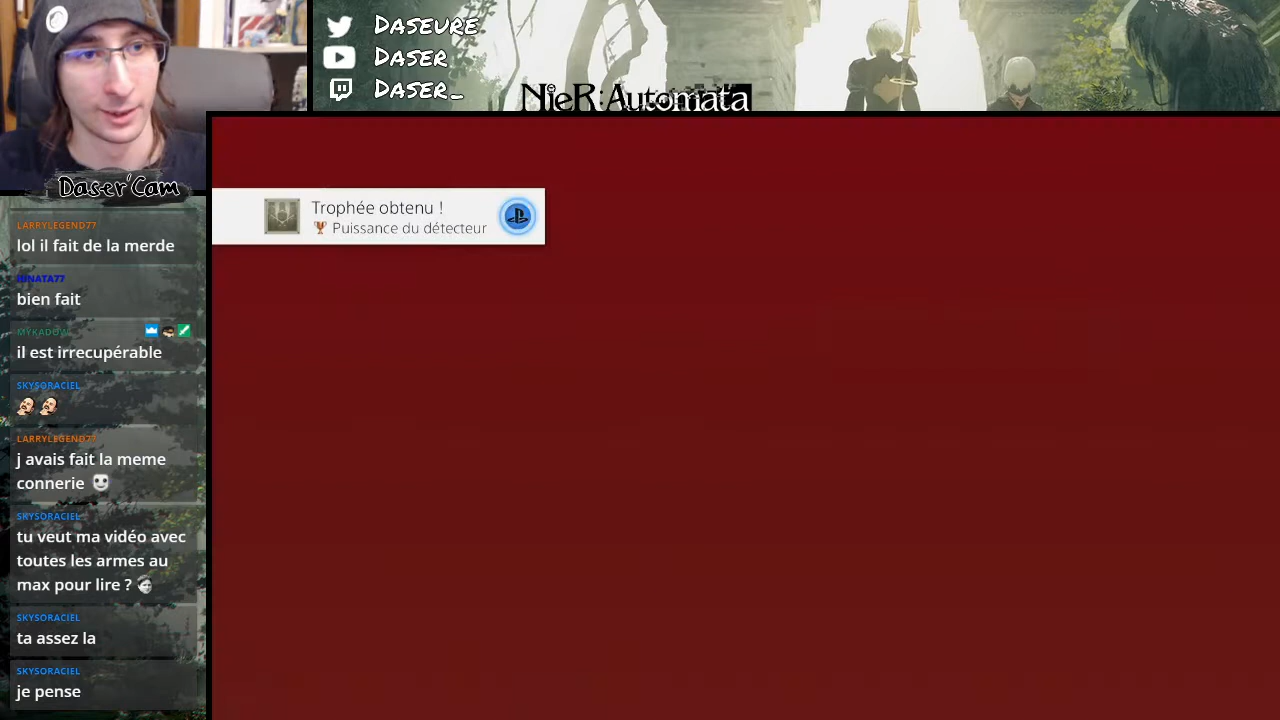 Daseure
Daser
Daser_
NieR:Automata
Daser'Cam
Trophée obtenu !
Puissance du détecteur
LARRYLEGEND77
lol il fait de la merde
HINATA77
bien fait
MYKADOW
il est irrecupérable
SKYSORACIEL
LARRYLEGEND77
j avais fait la meme
connerie
SKYSORACIEL
tu veut ma vidéo avec
toutes les armes au
max pour lire ?
SKYSORACIEL
ta assez la
SKYSORACIEL
je pense